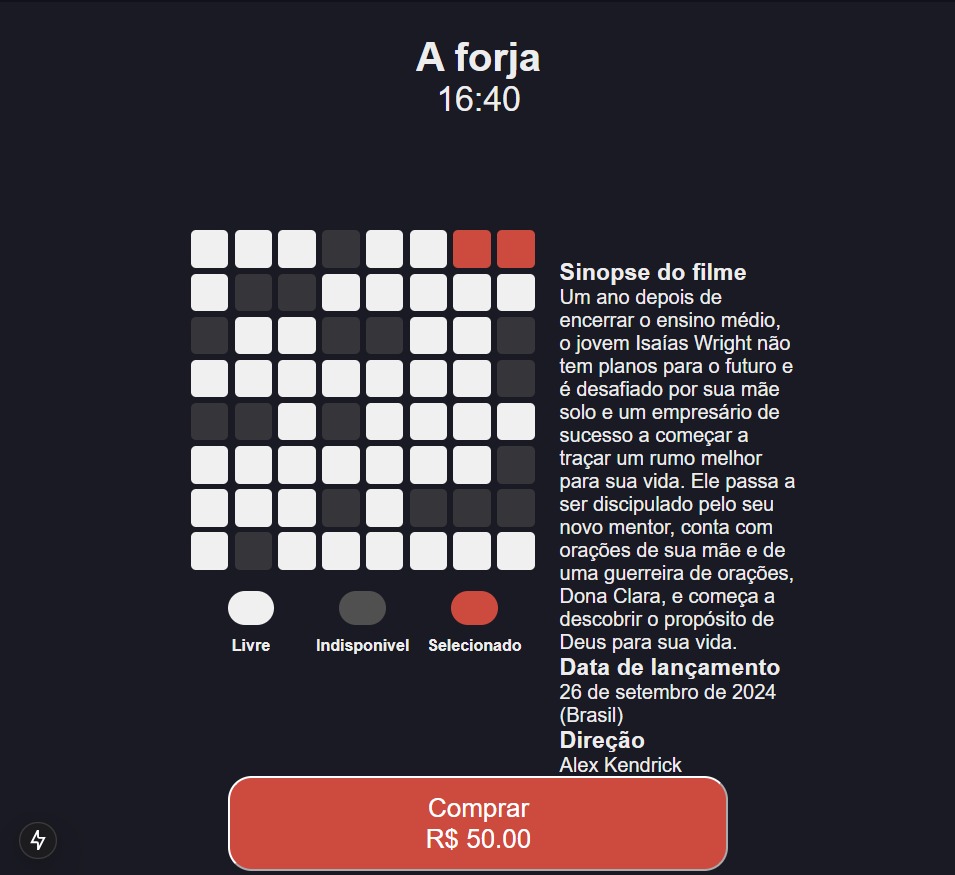 A forja
16:40
Sinopse do filme
Um ano depois de
encerrar o ensino médio,
o jovem Isaías Wright não
tem planos para o futuro e
é desafiado por sua mãe
solo e um empresário de
sucesso a começar a
traçar um rumo melhor
para sua vida. Ele passa a
ser discipulado pelo seu
novo mentor, conta com
orações de sua mãe e de
uma guerreira de orações,
Dona Clara, e começa a
descobrir o propósito de
Deus para sua vida.
Data de lançamento
26 de setembro de 2024
(Brasil)
Direção
Alex Kendrick
Livre
Indisponivel
Selecionado
Comprar
R$ 50.00